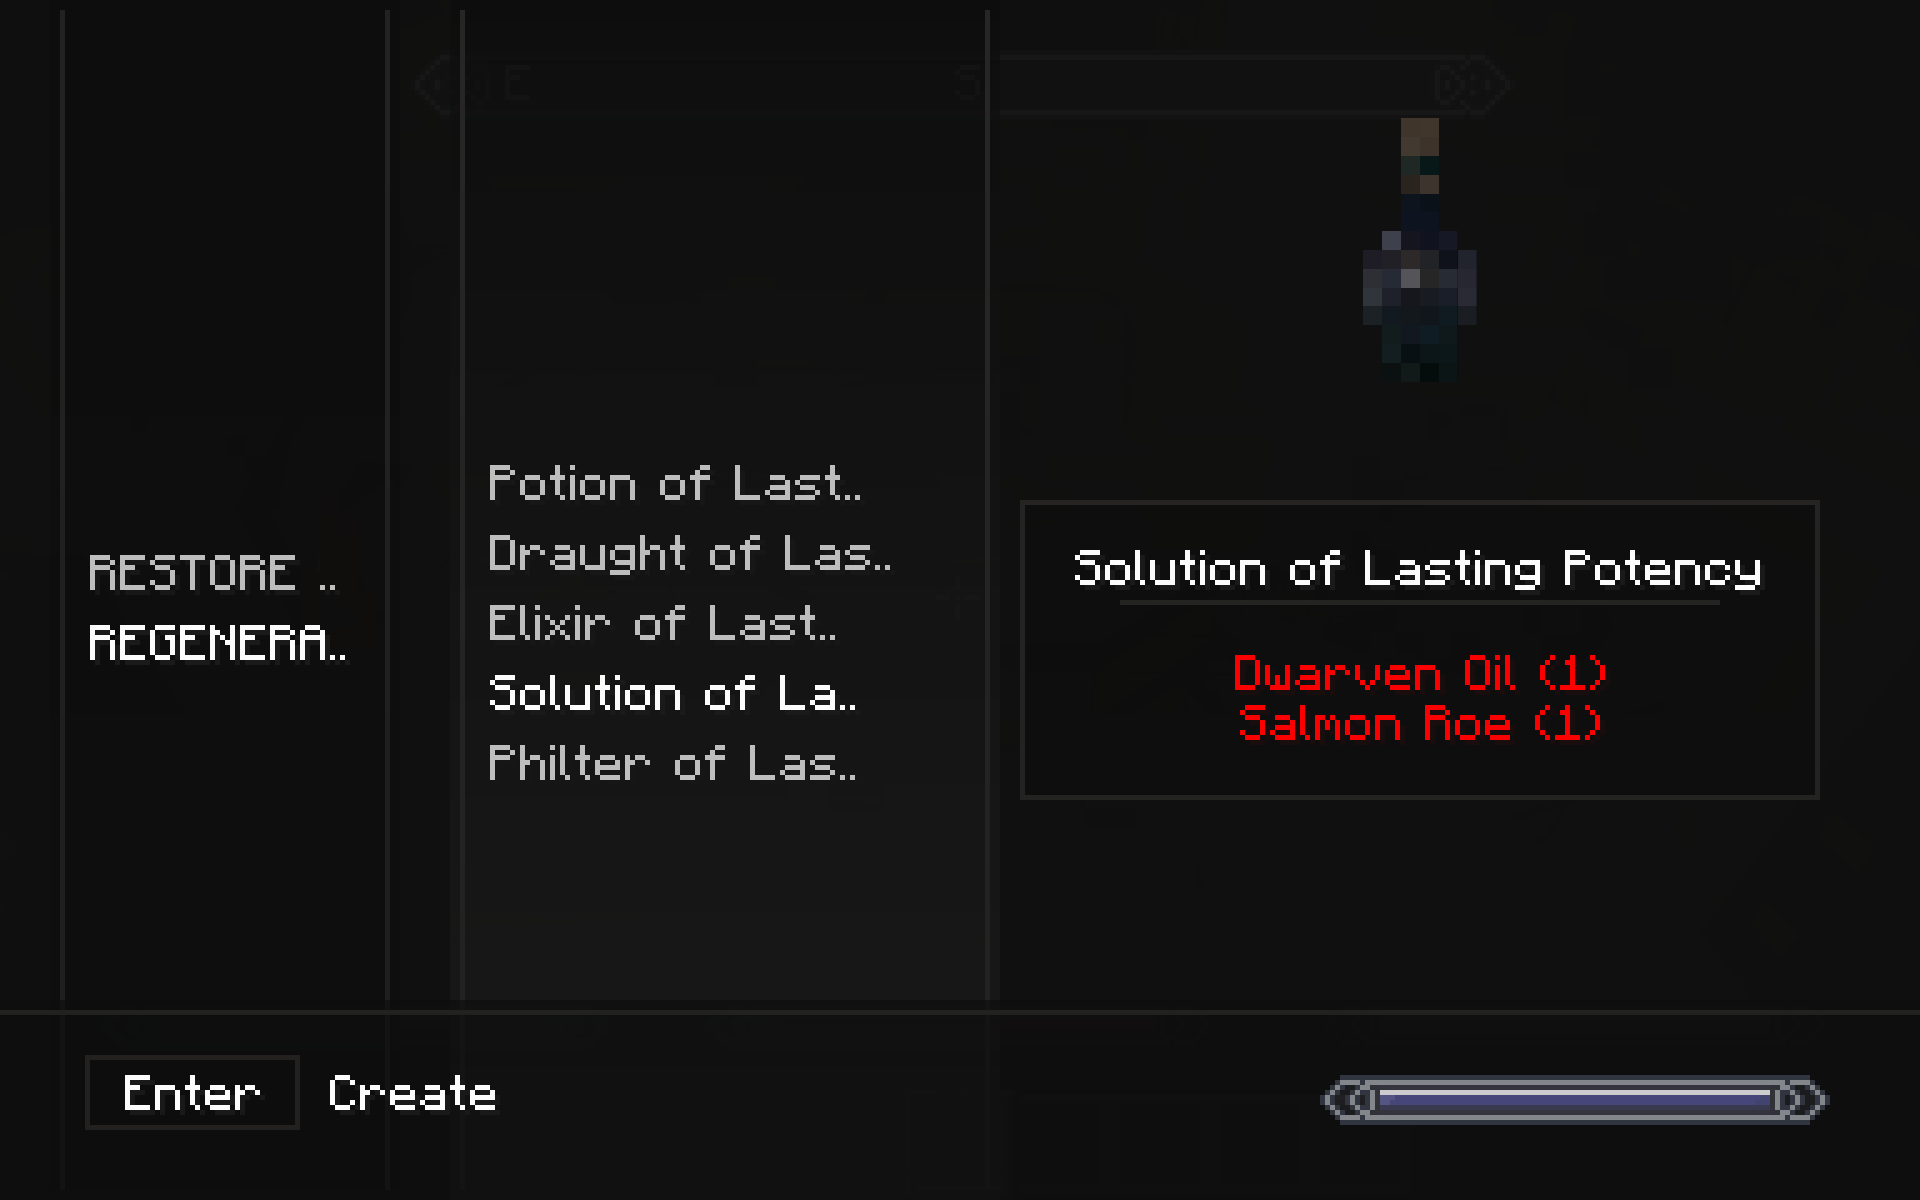 NE
S
RESTORE ..
REGENERA..
Potion of Last..
Draught of Las..
Elixir of Last..
Solution of La..
Philter of Las..
Solution of Lasting Potency
Dwarven Oil (1)
Salmon Roe (1)
Enter
Create